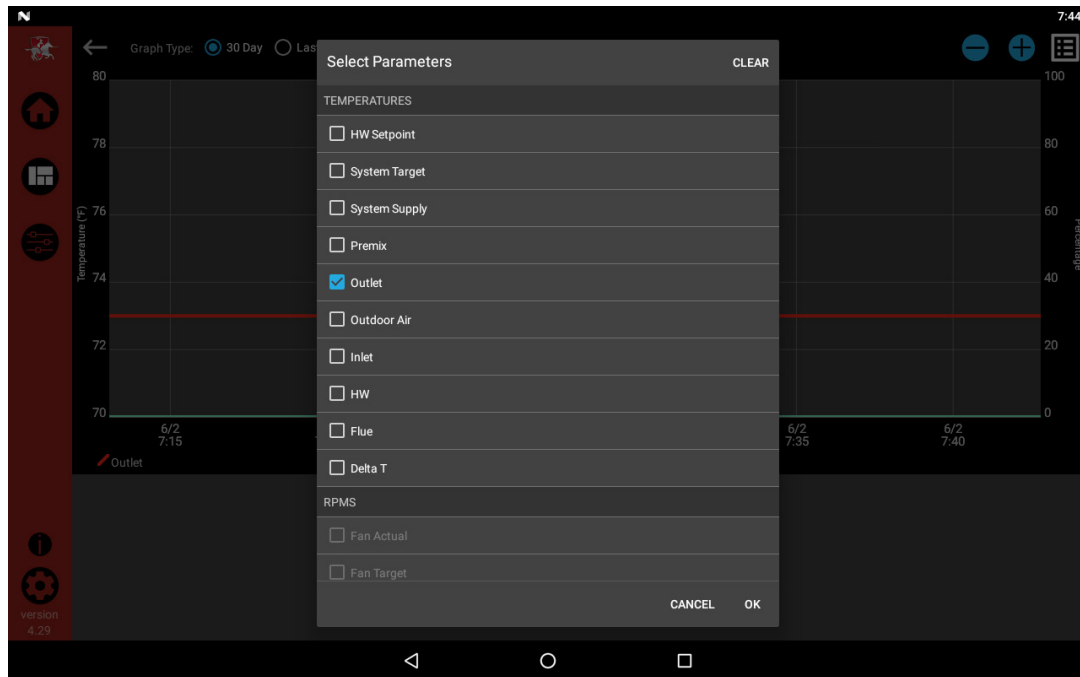 7:44
Graph Type: 30 Day Las
Select Parameters CLEAR
TEMPERATURES
HW Setpoint
System Target
System Supply
Premix
Outlet
Outdoor Air
Inlet
HW
Flue
Delta T
RPMS
Fan Actual
Fan Target
CANCEL OK
80
78
76
74
72
70
Temperature (°F)
100
80
60
40
20
0
Percentage
6/2 6/2 6/2
7:15 7:35 7:40
Outlet
version
4.29